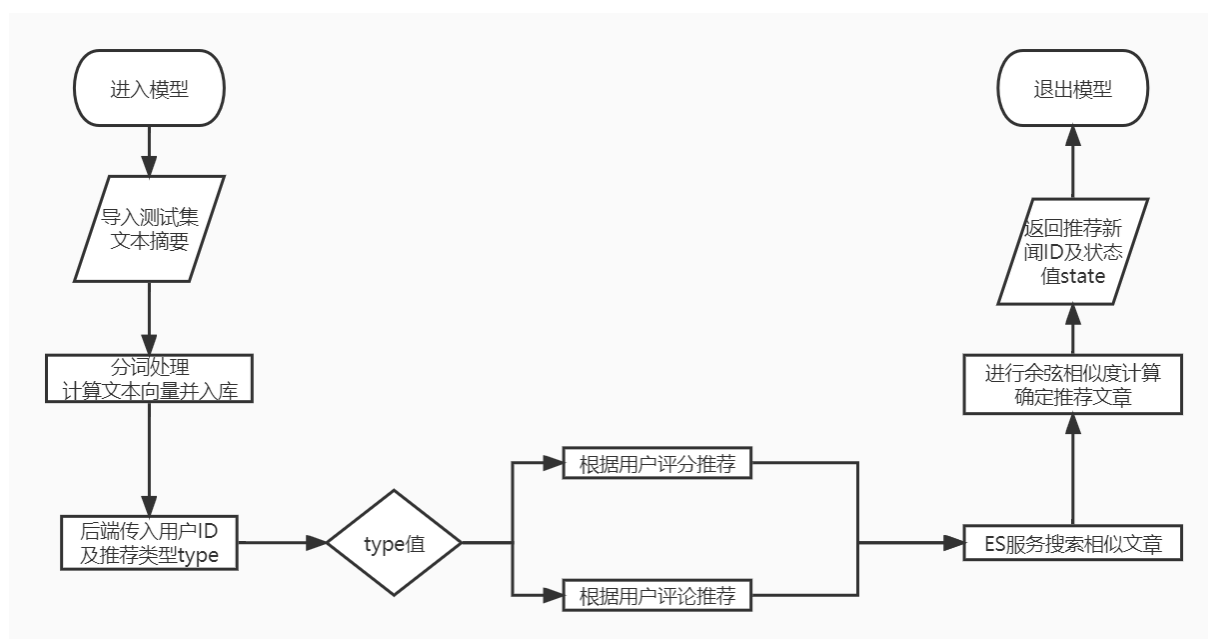 进入模型
导入测试集
文本摘要
分词处理
计算文本向量并入库
后端传入用户ID
及推荐类型type
type值
根据用户评分推荐
根据用户评论推荐
ES服务搜索相似文章
进行余弦相似度计算
确定推荐文章
返回推荐新
闻ID及状态
值state
退出模型